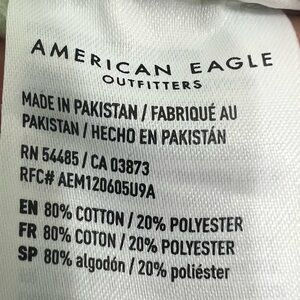 AMERICAN EAGLE
OUTFITTERS
MADE IN PAKISTAN / FABRIQUÉ AU
PAKISTAN / HECHO EN PAKISTÁN
RN 54485 / CA 03873
RFC# AEM120605U9A
EN 80% COTTON / 20% POLYESTER
FR 80% COTON / 20% POLYESTER
SP 80% algodón / 20% poliéster